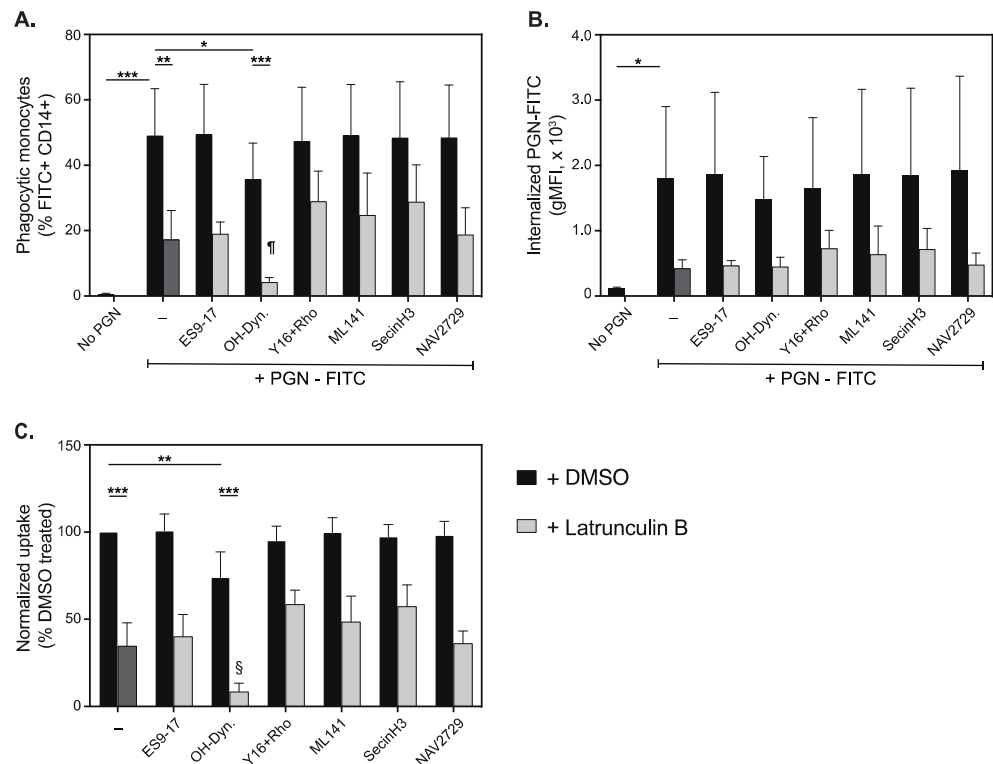 A.
Phagocytic monocytes
(% FITC+ CD14+)
80
60
40
20
0
***
**
*
***
¶
No PGN
–
ES9-17
OH-Dyn.
Y16+Rho
ML141
SecinH3
NAV2729
+ PGN - FITC
B.
Internalized PGN-FITC
(gMFI, x 10³)
4.0
3.0
2.0
1.0
0.0
*
No PGN
–
ES9-17
OH-Dyn.
Y16+Rho
ML141
SecinH3
NAV2729
+ PGN - FITC
C.
Normalized uptake
(% DMSO treated)
150
100
50
0
**
***
***
§
–
ES9-17
OH-Dyn.
Y16+Rho
ML141
SecinH3
NAV2729
+ DMSO
+ Latrunculin B